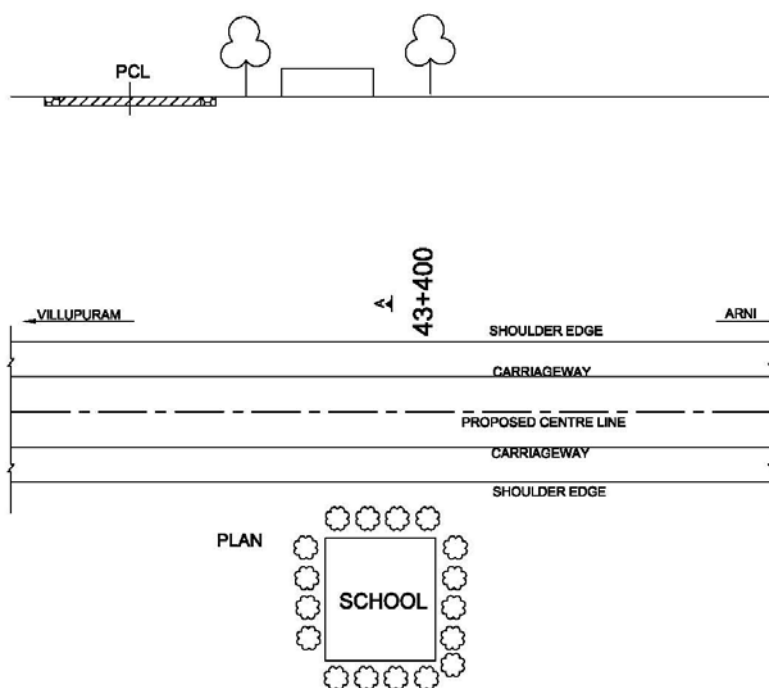 PCL
43+400
A
VILLUPURAM
ARNI
SHOULDER EDGE
CARRIAGEWAY
PROPOSED CENTRE LINE
CARRIAGEWAY
SHOULDER EDGE
PLAN
SCHOOL